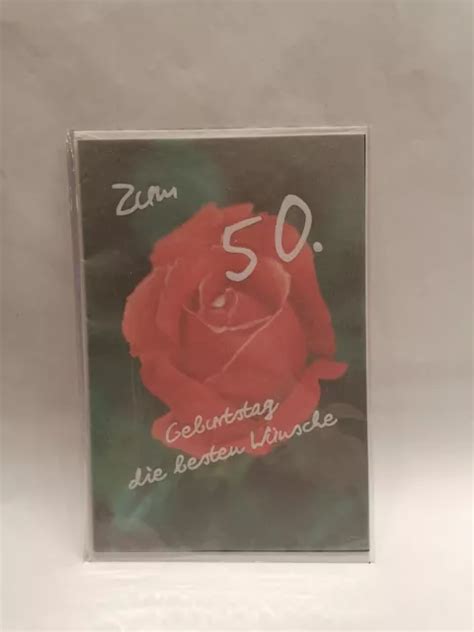 Zum
50.
Geburtstag
die besten Wünsche